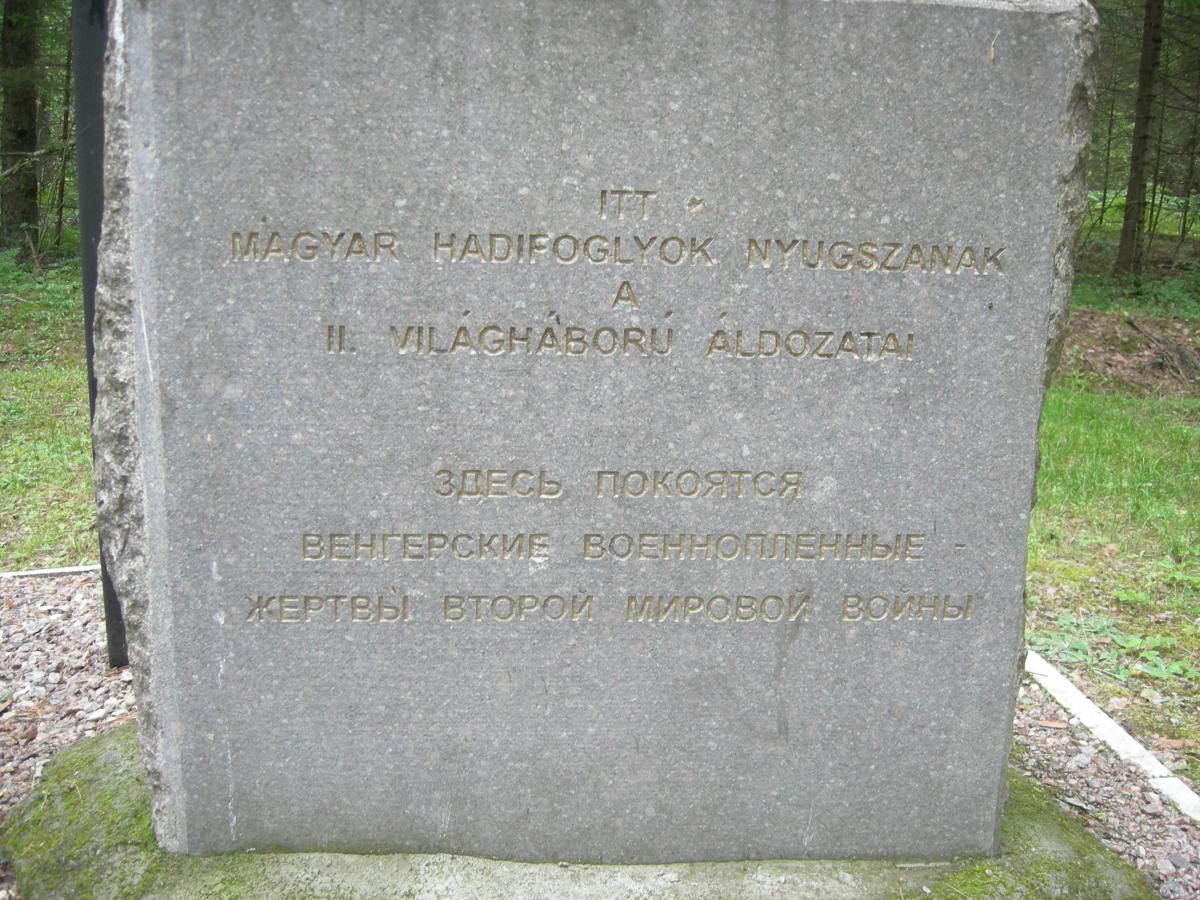 ITT
MAGYAR HADIFOGLYOK NYUGSZANAK
A
II. VILÁGHÁBORÚ ÁLDOZATAI
ЗДЕСЬ ПОКОЯТСЯ
ВЕНГЕРСКИЕ ВОЕННОПЛЕННЫЕ -
ЖЕРТВЫ ВТОРОЙ МИРОВОЙ ВОЙНЫ